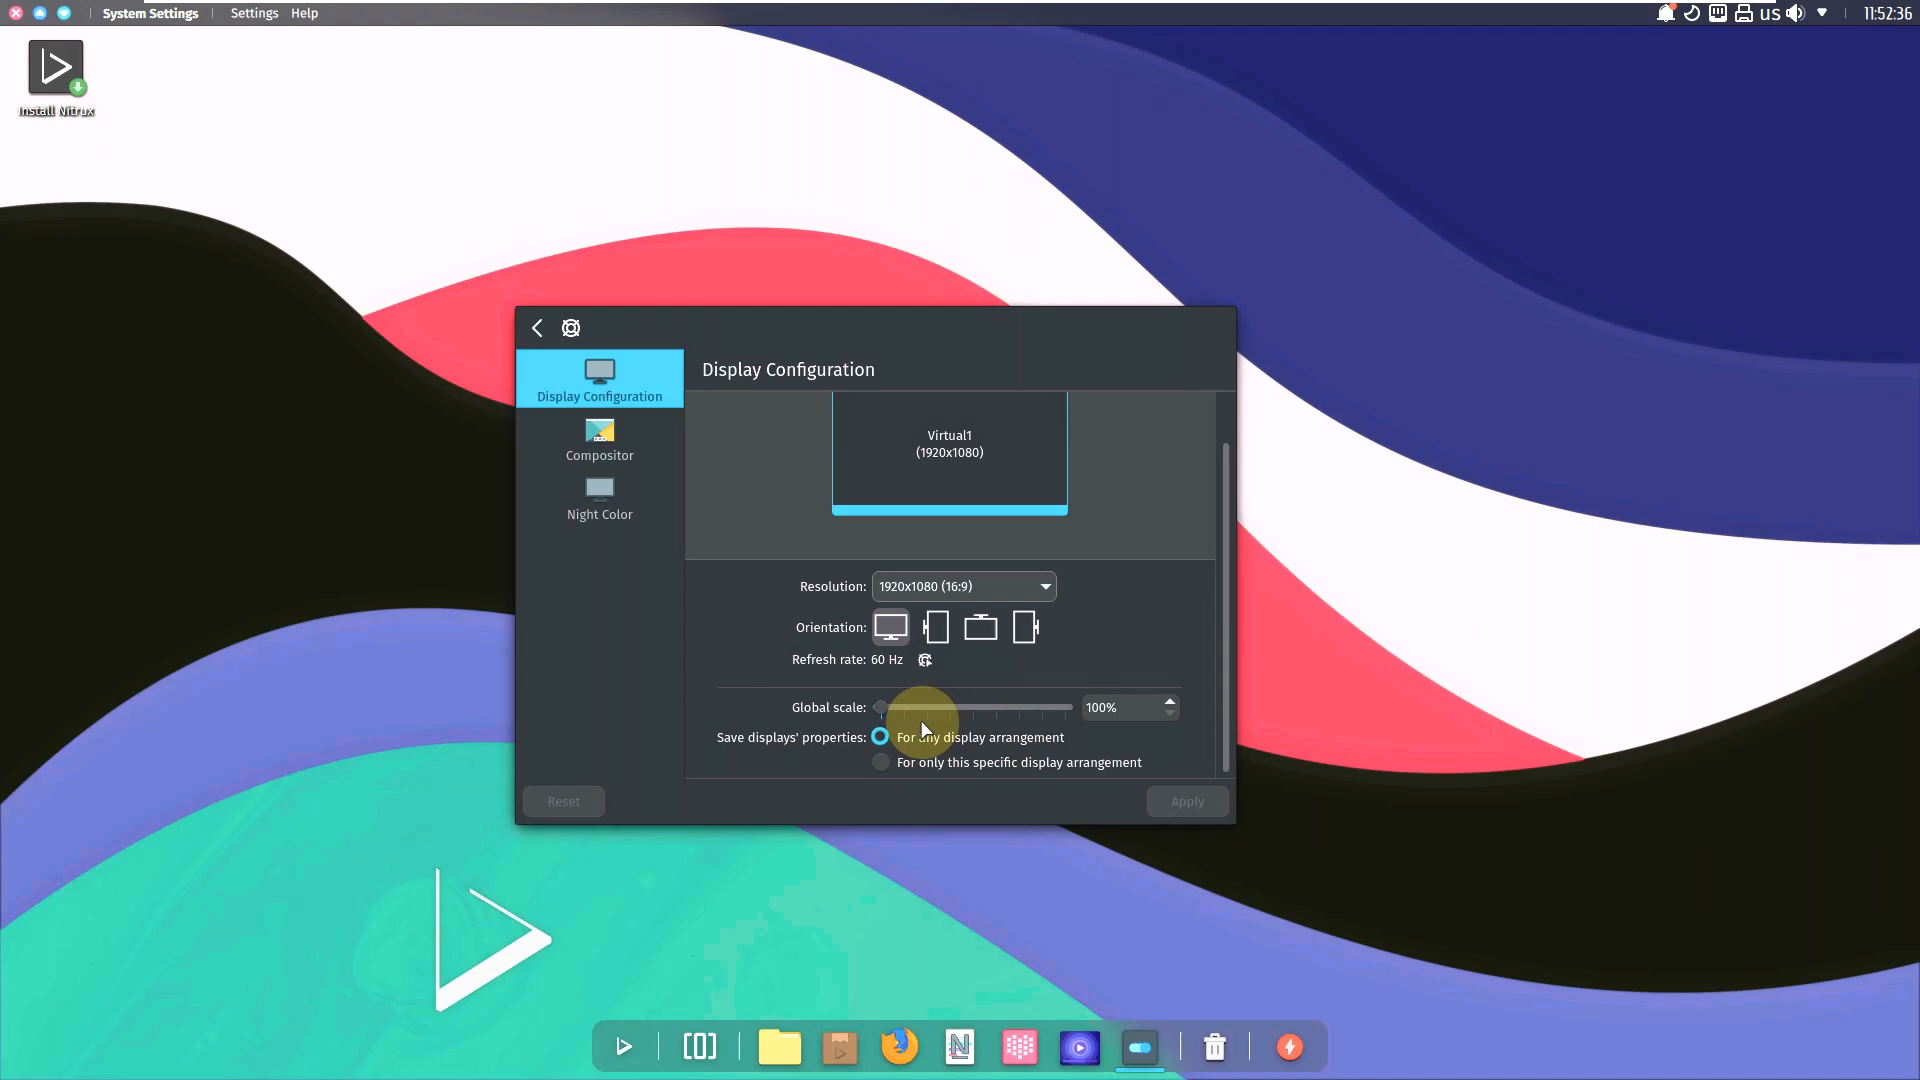 System Settings
Settings Help
us
11:52:36
Install Nitrux
Display Configuration
Display Configuration
Virtual1
(1920x1080)
Compositor
Night Color
Resolution: 1920x1080 (16:9)
Orientation:
Refresh rate: 60 Hz
Global scale: 100%
Save displays' properties: For any display arrangement
For only this specific display arrangement
Reset
Apply